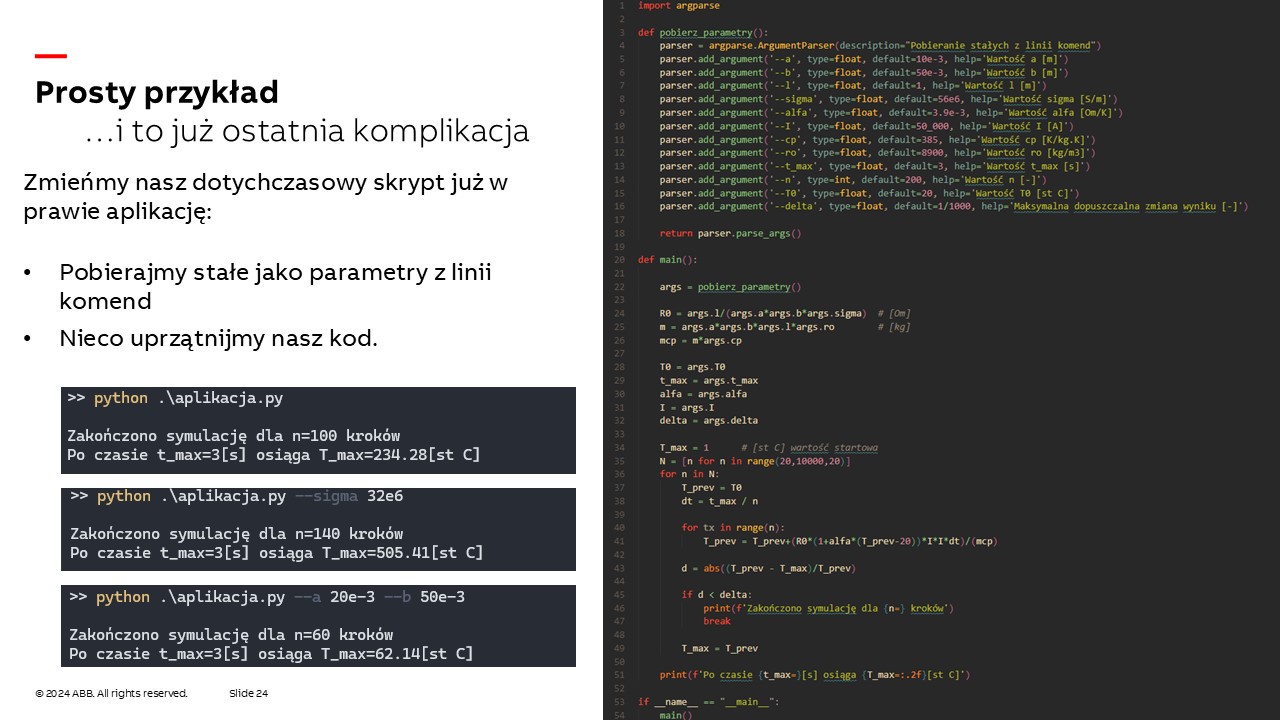 Prosty przykład
…i to już ostatnia komplikacja
Zmieńmy nasz dotychczasowy skrypt już w
prawie aplikację:
• Pobierajmy stałe jako parametry z linii
komend
• Nieco uprzątnijmy nasz kod.
>> python .\aplikacja.py
Zakończono symulację dla n=100 kroków
Po czasie t_max=3[s] osiąga T_max=234.28[st C]
>> python .\aplikacja.py --sigma 32e6
Zakończono symulację dla n=140 kroków
Po czasie t_max=3[s] osiąga T_max=505.41[st C]
>> python .\aplikacja.py --a 20e-3 --b 50e-3
Zakończono symulację dla n=60 kroków
Po czasie t_max=3[s] osiąga T_max=62.14[st C]
© 2024 ABB. All rights reserved. Slide 24
1 import argparse
2
3 def pobierz_parametry():
4     parser = argparse.ArgumentParser(description="Pobieranie stałych z linii komend")
5     parser.add_argument('--a', type=float, default=10e-3, help='Wartość a [m]')
6     parser.add_argument('--b', type=float, default=50e-3, help='Wartość b [m]')
7     parser.add_argument('--l', type=float, default=1, help='Wartość l [m]')
8     parser.add_argument('--sigma', type=float, default=56e6, help='Wartość sigma [S/m]')
9     parser.add_argument('--alfa', type=float, default=3.9e-3, help='Wartość alfa [Om/K]')
10     parser.add_argument('--I', type=float, default=50_000, help='Wartość I [A]')
11     parser.add_argument('--cp', type=float, default=385, help='Wartość cp [K/kg.K]')
12     parser.add_argument('--ro', type=float, default=8900, help='Wartość ro [kg/m3]')
13     parser.add_argument('--t_max', type=float, default=3, help='Wartość t_max [s]')
14     parser.add_argument('--n', type=int, default=200, help='Wartość n [-]')
15     parser.add_argument('--T0', type=float, default=20, help='Wartość T0 [st C]')
16     parser.add_argument('--delta', type=float, default=1/1000, help='Maksymalna dopuszczalna zmiana wyniku [-]')
17
18     return parser.parse_args()
19
20 def main():
21
22     args = pobierz_parametry()
23
24     R0 = args.l/(args.a*args.b*args.sigma)  # [Om]
25     m = args.a*args.b*args.l*args.ro        # [kg]
26     mcp = m*args.cp
27
28     T0 = args.T0
29     t_max = args.t_max
30     alfa = args.alfa
31     I = args.I
32     delta = args.delta
33
34     T_max = 1      # [st C] wartość startowa
35     N = [n for n in range(20,10000,20)]
36     for n in N:
37         T_prev = T0
38         dt = t_max / n
39
40         for tx in range(n):
41             T_prev = T_prev+(R0*(1+alfa*(T_prev-20))*I*I*dt)/(mcp)
42
43         d = abs((T_prev - T_max)/T_prev)
44
45         if d < delta:
46             print(f'Zakończono symulację dla {n=} kroków')
47             break
48
49         T_max = T_prev
50
51     print(f'Po czasie {t_max=}[s] osiąga {T_max=:.2f}[st C]')
52
53 if __name__ == "__main__":
54     main()